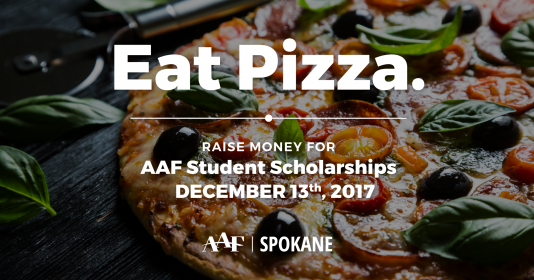 Eat Pizza.
RAISE MONEY FOR
AAF Student Scholarships
DECEMBER 13th, 2017
AAF | SPOKANE